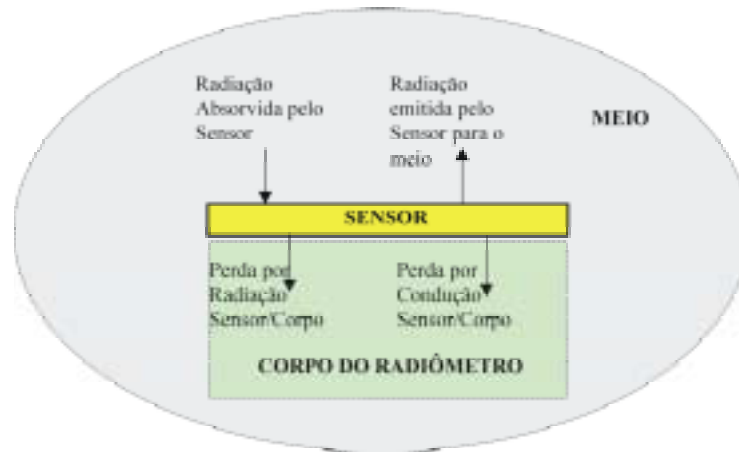 Radiação
Absorvida pelo
Sensor
Radiação
emitida pelo
Sensor para o
meio
MEIO
SENSOR
Perda por
Radiação
Sensor/Corpo
Perda por
Condução
Sensor/Corpo
CORPO DO RADIÔMETRO